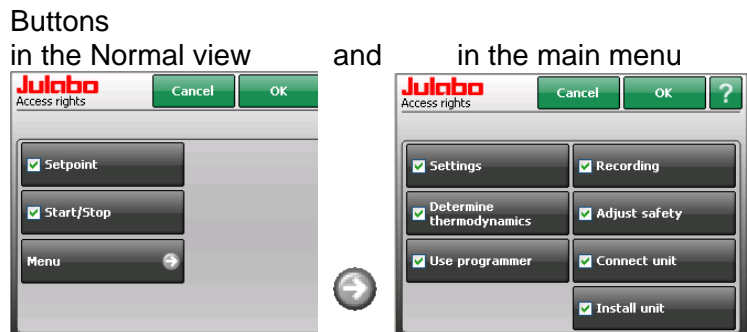 Buttons
in the Normal view and in the main menu
Julabo
Access rights
Cancel
OK
Setpoint
Start/Stop
Menu
Julabo
Access rights
Cancel
OK
?
Settings
Recording
Determine
thermodynamics
Adjust safety
Use programmer
Connect unit
Install unit